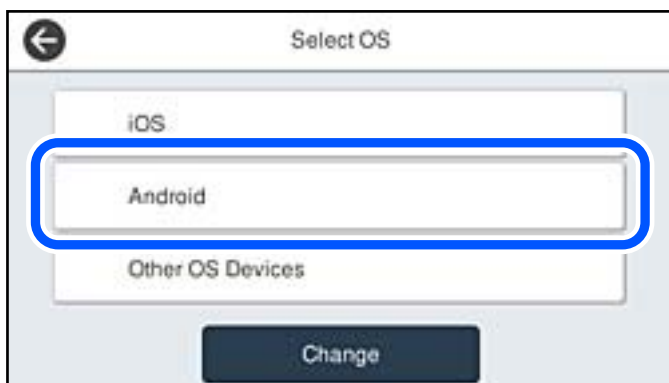 Select OS
iOS
Android
Other OS Devices
Change